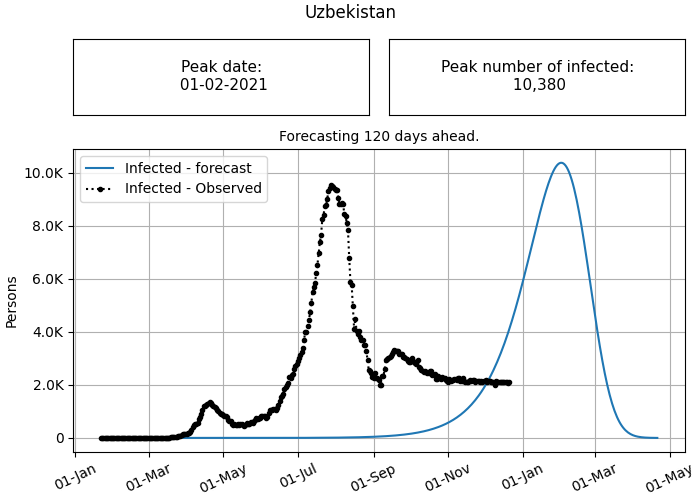 Uzbekistan
Peak date:
01-02-2021
Peak number of infected:
10,380
Forecasting 120 days ahead.
Infected - forecast
Infected - Observed
10.0K
8.0K
6.0K
4.0K
2.0K
0
Persons
01-Jan
01-Mar
01-May
01-Jul
01-Sep
01-Nov
01-Jan
01-Mar
01-May